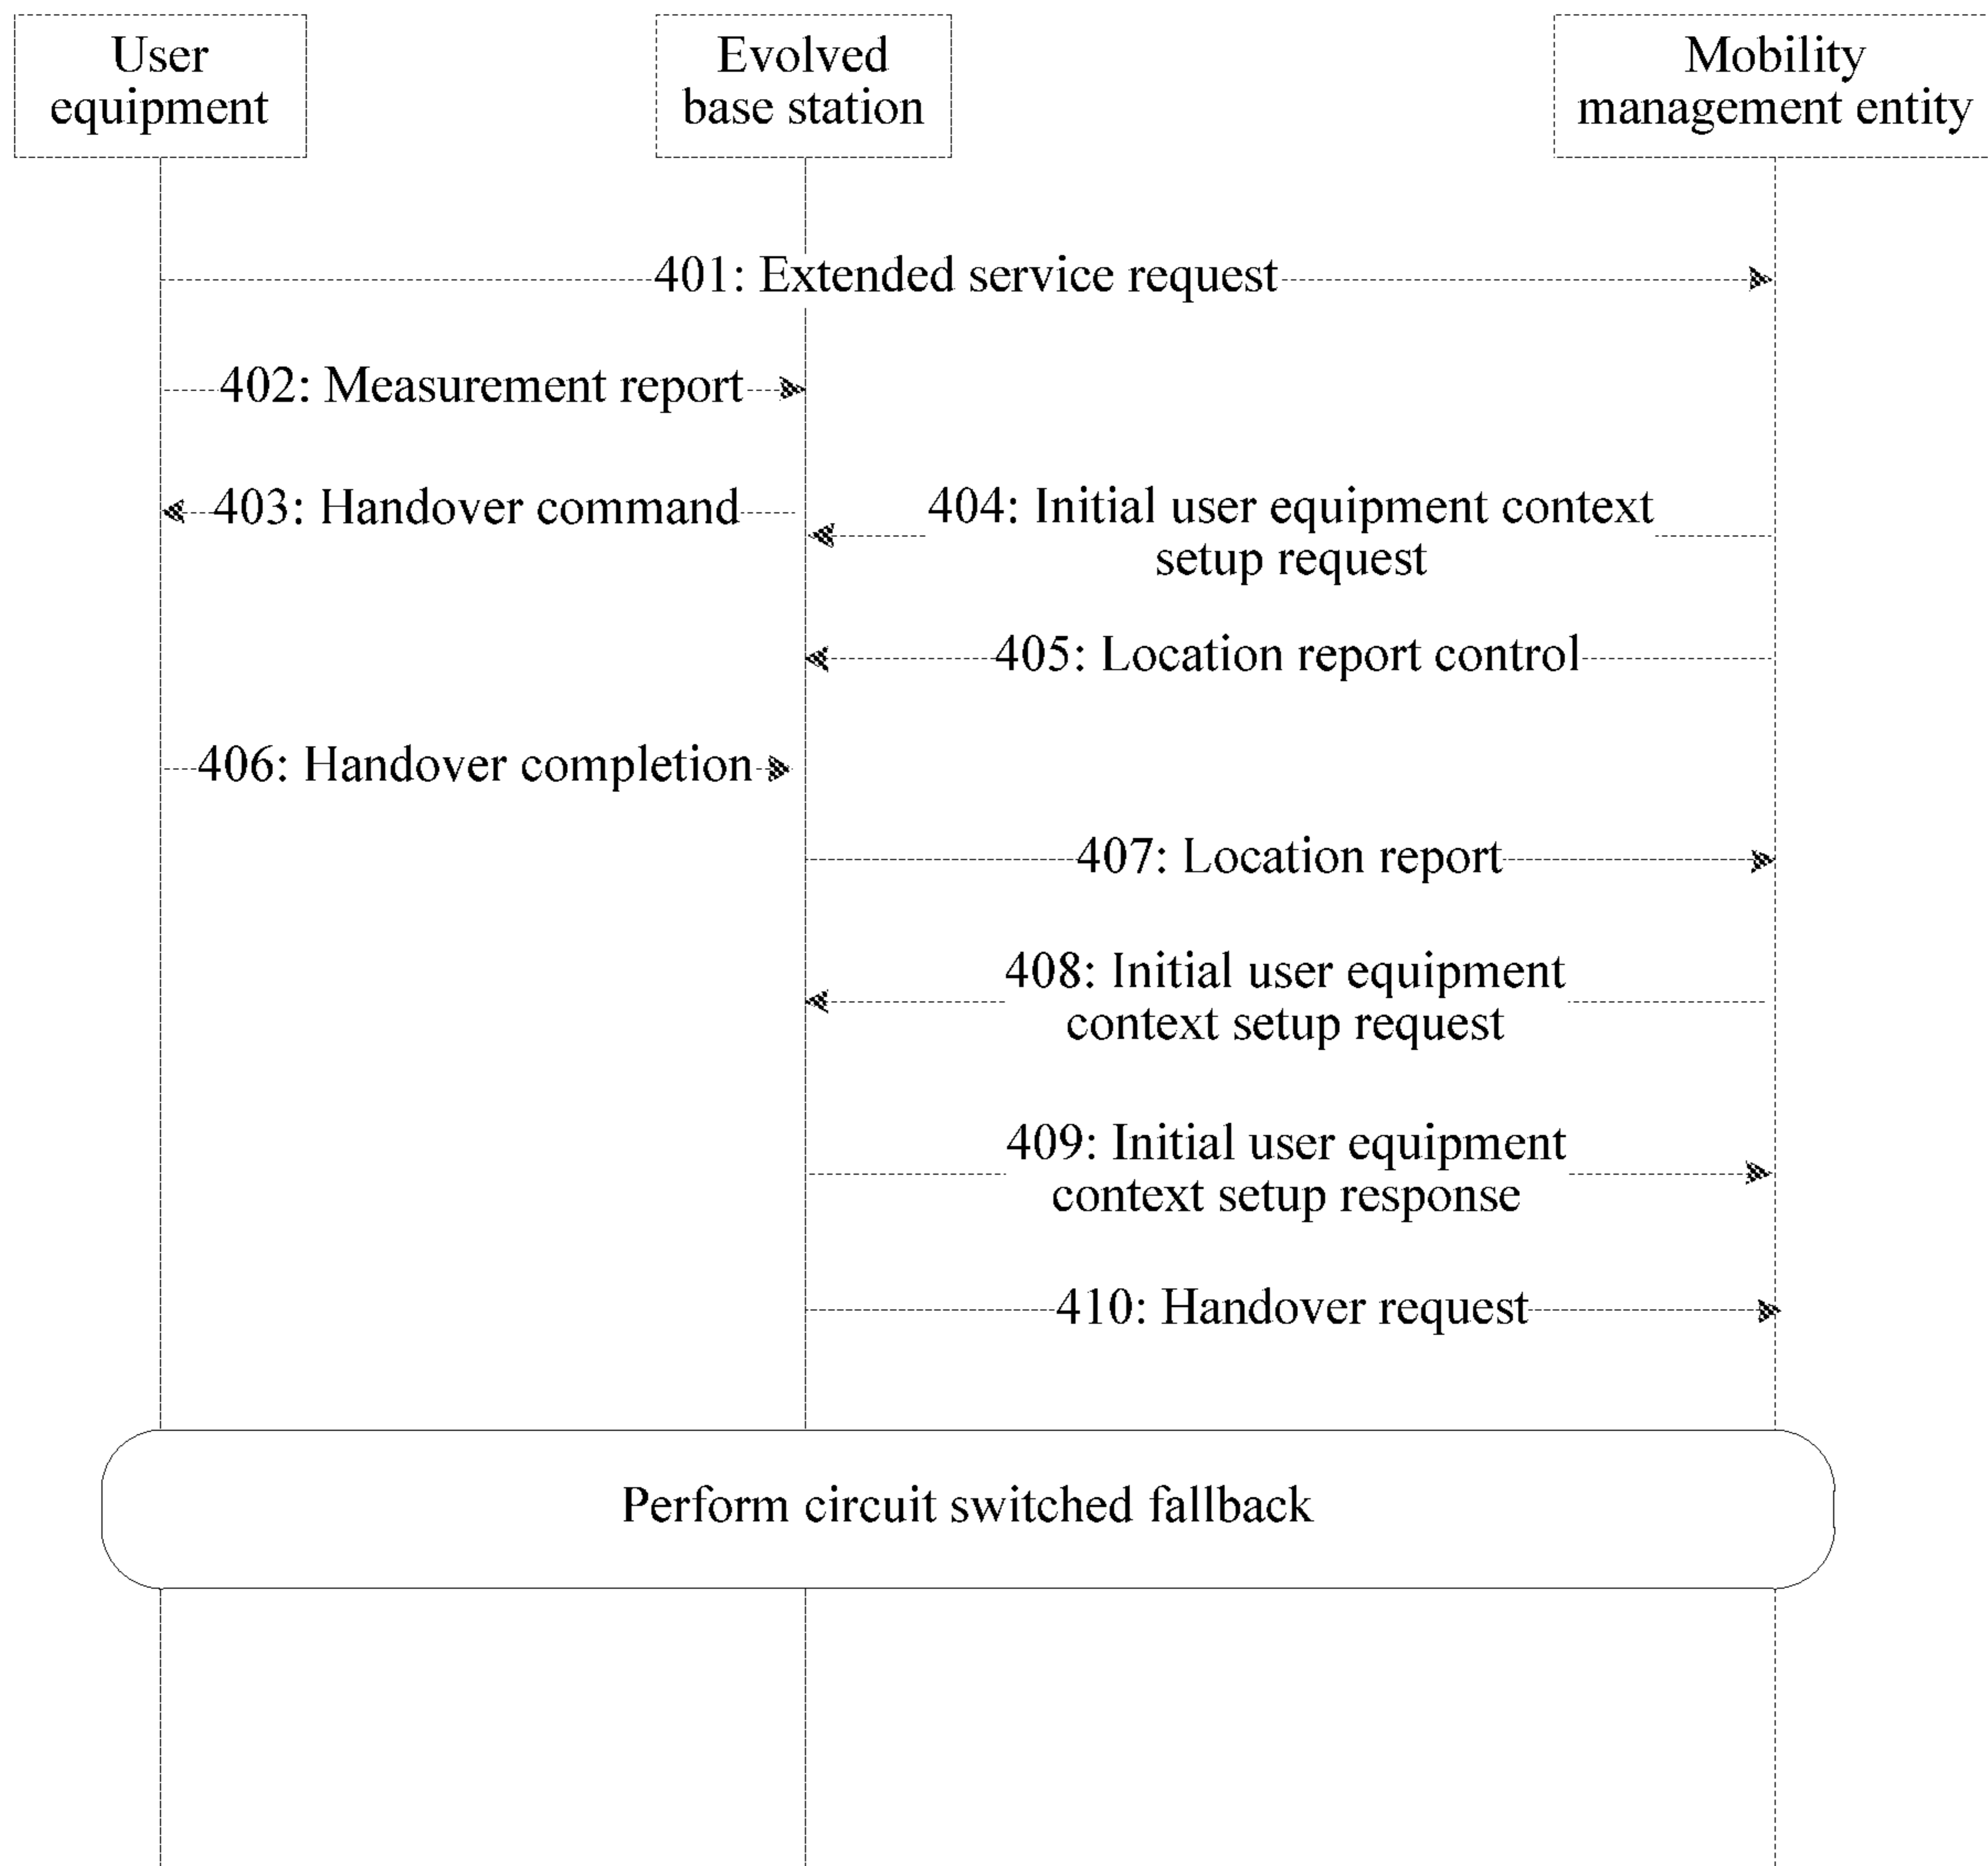 User
equipment
Evolved
base station
Mobility
management entity
401: Extended service request
402: Measurement report
403: Handover command
404: Initial user equipment context
setup request
405: Location report control
406: Handover completion
407: Location report
408: Initial user equipment
context setup request
409: Initial user equipment
context setup response
410: Handover request
Perform circuit switched fallback